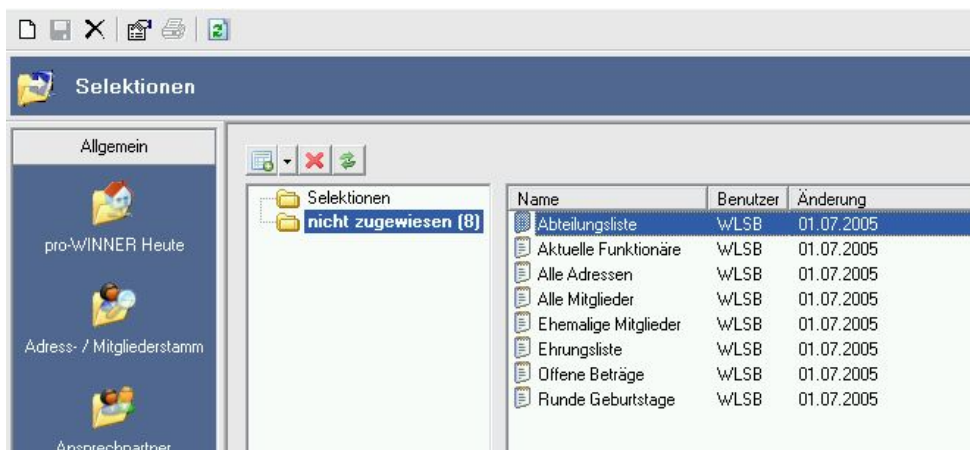 Selektionen
Allgemein
pro-WINNER Heute
Adress- / Mitgliederstamm
Ansprechpartner
Selektionen
nicht zugewiesen (8)
Name Benutzer Änderung
Abteilungsliste WLSB 01.07.2005
Aktuelle Funktionäre WLSB 01.07.2005
Alle Adressen WLSB 01.07.2005
Alle Mitglieder WLSB 01.07.2005
Ehemalige Mitglieder WLSB 01.07.2005
Ehrungsliste WLSB 01.07.2005
Offene Beträge WLSB 01.07.2005
Runde Geburtstage WLSB 01.07.2005